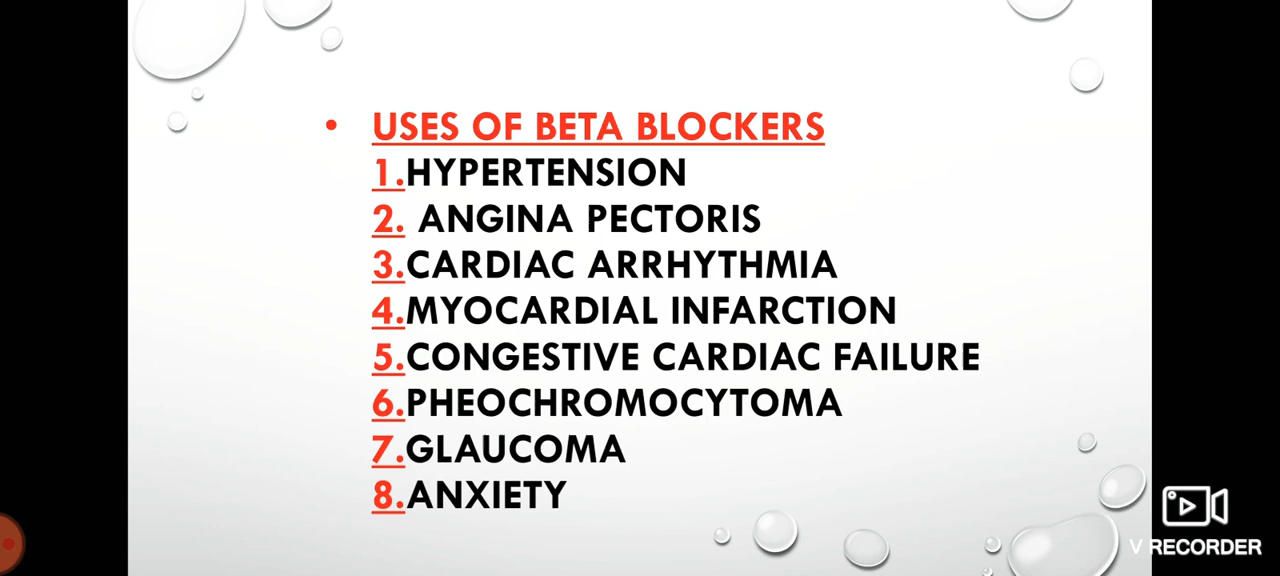 • USES OF BETA BLOCKERS
1.HYPERTENSION
2. ANGINA PECTORIS
3.CARDIAC ARRHYTHMIA
4.MYOCARDIAL INFARCTION
5.CONGESTIVE CARDIAC FAILURE
6.PHEOCHROMOCYTOMA
7.GLAUCOMA
8.ANXIETY
V RECORDER